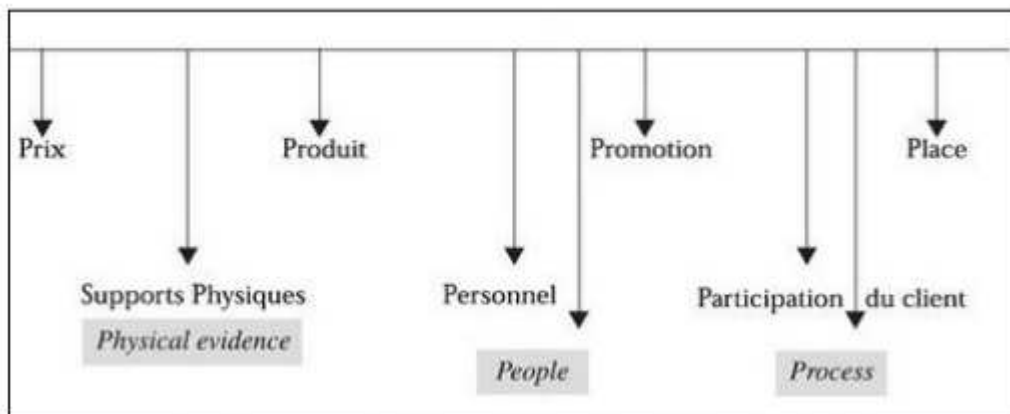 Prix
Produit
Promotion
Place
Supports Physiques
Personnel
Participation du client
Physical evidence
People
Process